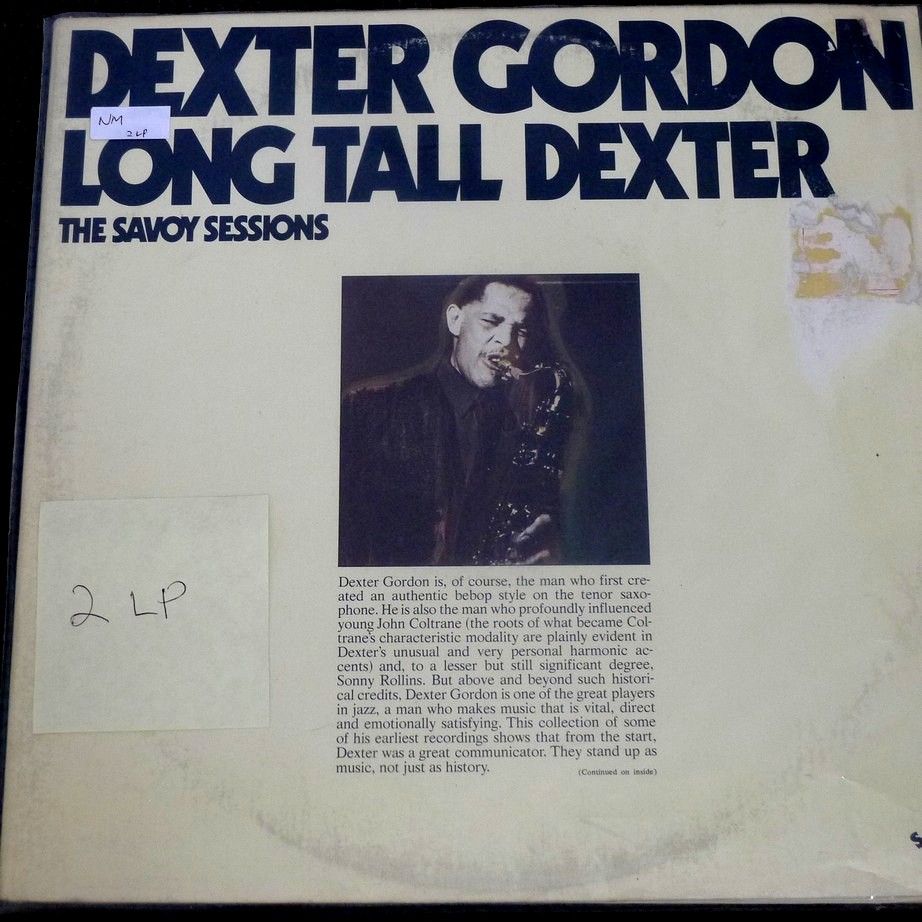 DEXTER GORDON
NM
2 LP
LONG TALL DEXTER
THE SAVOY SESSIONS
2 LP
Dexter Gordon is, of course, the man who first cre-
ated an authentic bebop style on the tenor saxo-
phone. He is also the man who profoundly influenced
young John Coltrane (the roots of what became Col-
trane's characteristic modality are plainly evident in
Dexter's unusual and very personal harmonic ac-
cents) and, to a lesser but still significant degree,
Sonny Rollins. But above and beyond such histori-
cal credits, Dexter Gordon is one of the great players
in jazz, a man who makes music that is vital, direct
and emotionally satisfying. This collection of some
of his earliest recordings shows that from the start,
Dexter was a great communicator. They stand up as
music, not just as history.
(Continued on inside)